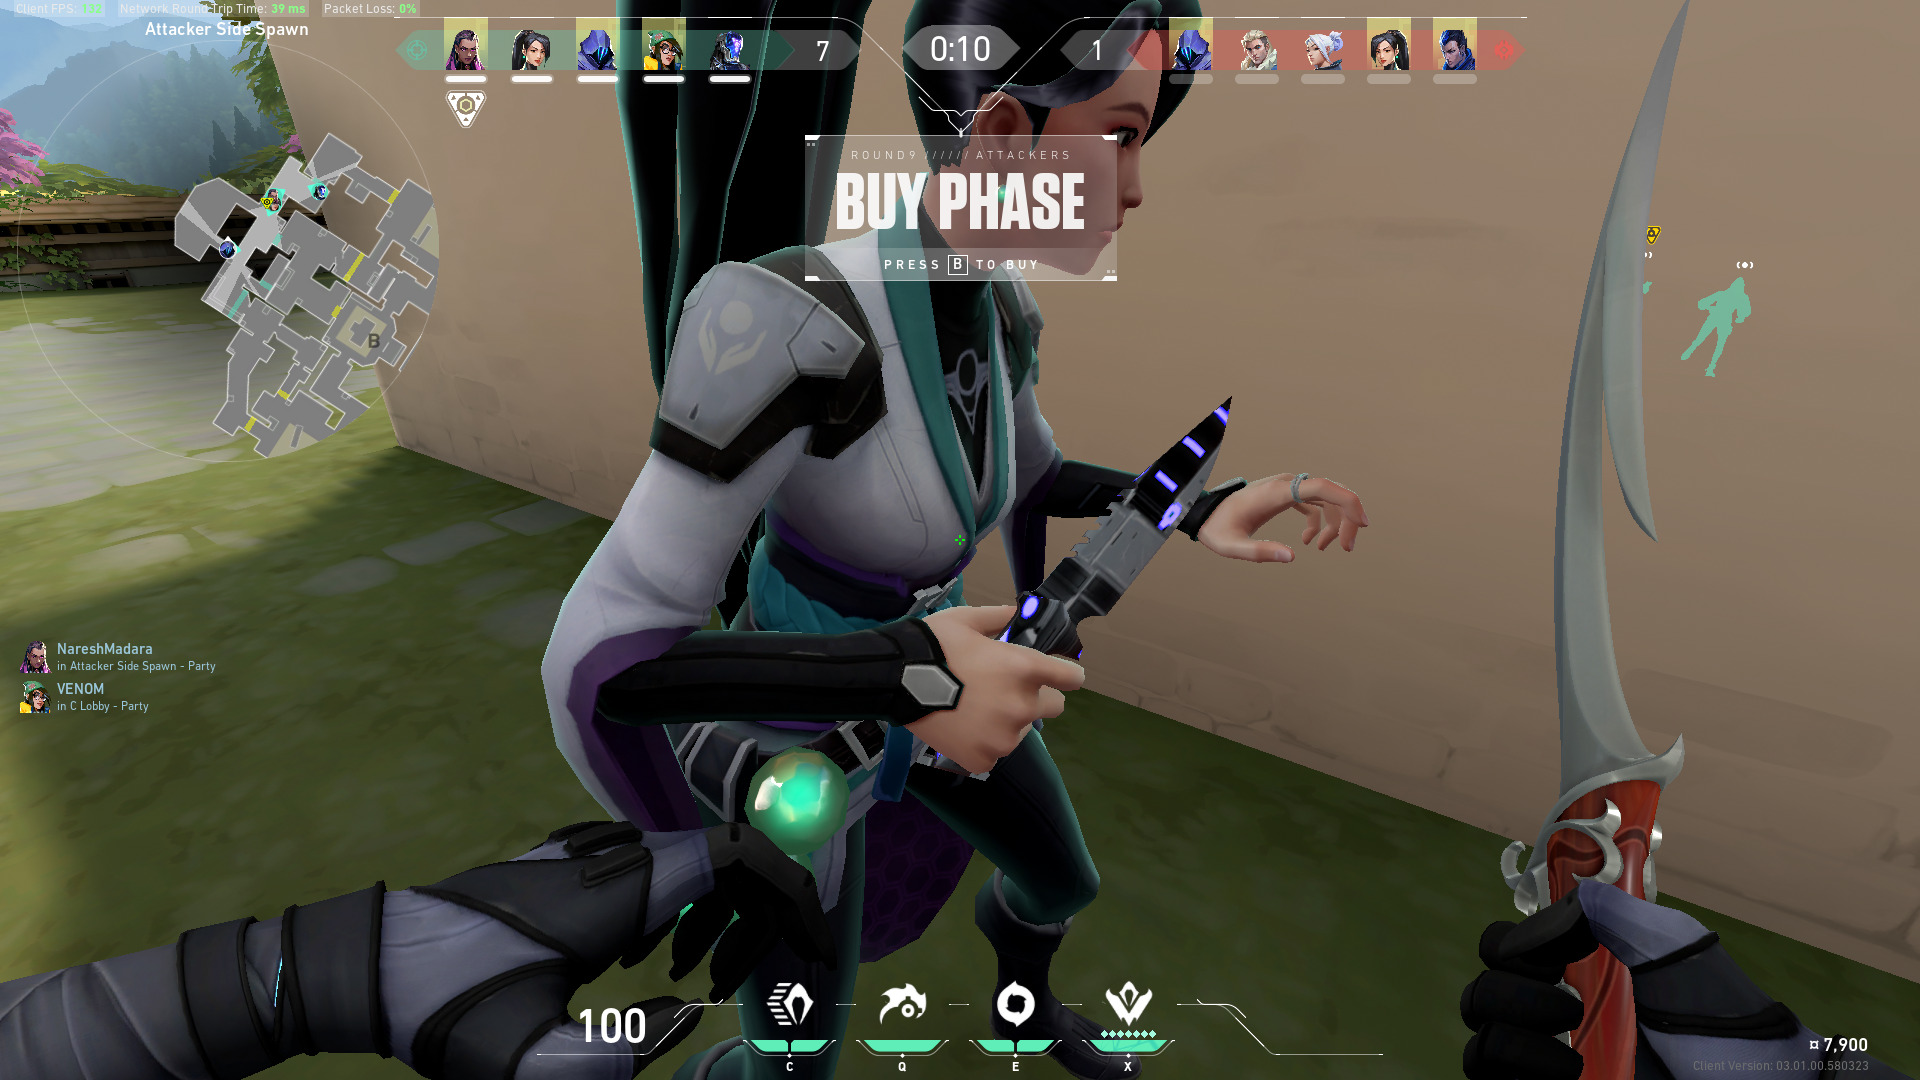 Client FPS: 112 Network Round Trip Time: 39 ms Packet Loss: 0%
Attacker Side Spawn
7
0:10
1
ROUND 9 ////// ATTACKERS
BUY PHASE
PRESS B TO BUY
B
NareshMadara
in Attacker Side Spawn - Party
VENOM
in C Lobby - Party
100
C
Q
E
X
¤ 7,900
Client Version: 03.01.00.580323